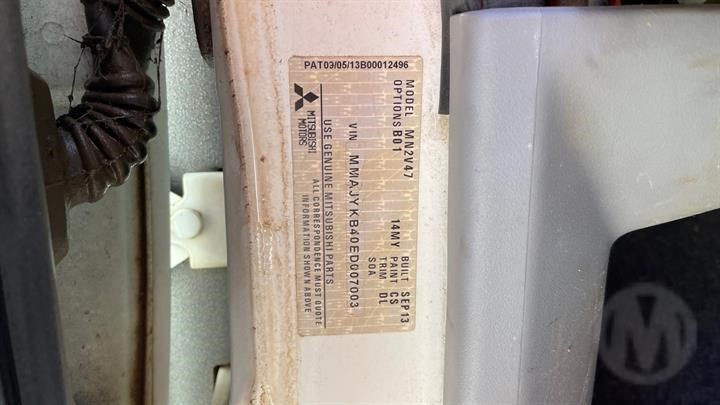 PAT09/05/13B00012496
MODEL MN2V47
OPTIONS B01
14MY
BUILT SEP 13
PAINT CS
TRIM DL
SOA
VIN MMAJYKB40ED007003
MITSUBISHI
MOTORS
USE GENUINE MITSUBISHI PARTS
ALL CORRESPONDENCE MUST QUOTE
INFORMATION SHOWN ABOVE
M